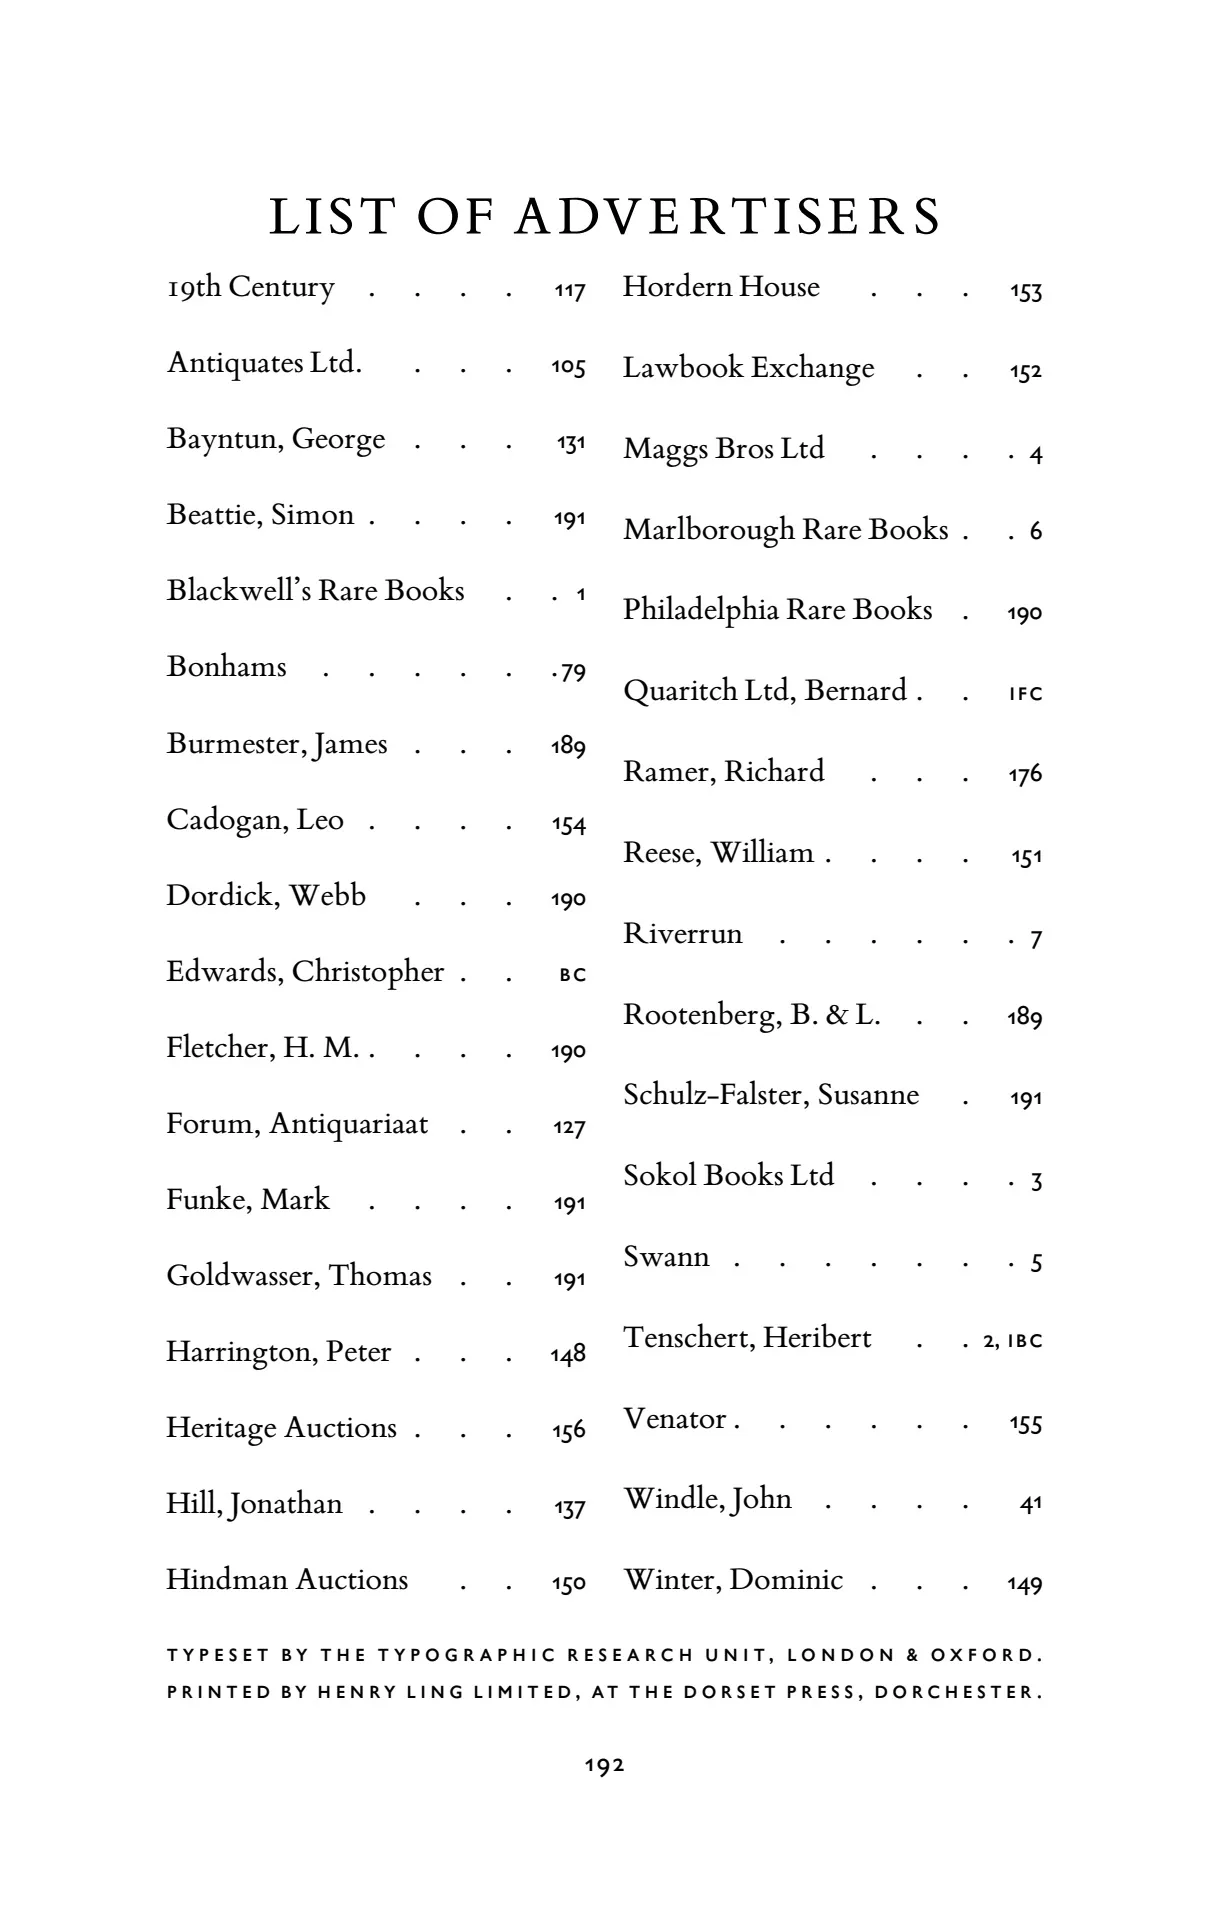 LIST OF ADVERTISERS
19th Century . . . . 117
Antiquates Ltd. . . . 105
Bayntun, George . . . 131
Beattie, Simon . . . . 191
Blackwell’s Rare Books . . 1
Bonhams . . . . . . 79
Burmester, James . . . 189
Cadogan, Leo . . . . 154
Dordick, Webb . . . 190
Edwards, Christopher . . BC
Fletcher, H. M. . . . . 190
Forum, Antiquariaat . . 127
Funke, Mark . . . . 191
Goldwasser, Thomas . . 191
Harrington, Peter . . . 148
Heritage Auctions . . . 156
Hill, Jonathan . . . . 137
Hindman Auctions . . 150
Hordern House . . . 153
Lawbook Exchange . . 152
Maggs Bros Ltd . . . . 4
Marlborough Rare Books . . 6
Philadelphia Rare Books . 190
Quaritch Ltd, Bernard . . IFC
Ramer, Richard . . . 176
Reese, William . . . . 151
Riverrun . . . . . . 7
Rootenberg, B. & L. . . 189
Schulz-Falster, Susanne . 191
Sokol Books Ltd . . . . 3
Swann . . . . . . . 5
Tenschert, Heribert . . 2, IBC
Venator . . . . . . 155
Windle, John . . . . 41
Winter, Dominic . . . 149
TYPESET BY THE TYPOGRAPHIC RESEARCH UNIT, LONDON & OXFORD.
PRINTED BY HENRY LING LIMITED, AT THE DORSET PRESS, DORCHESTER.
192